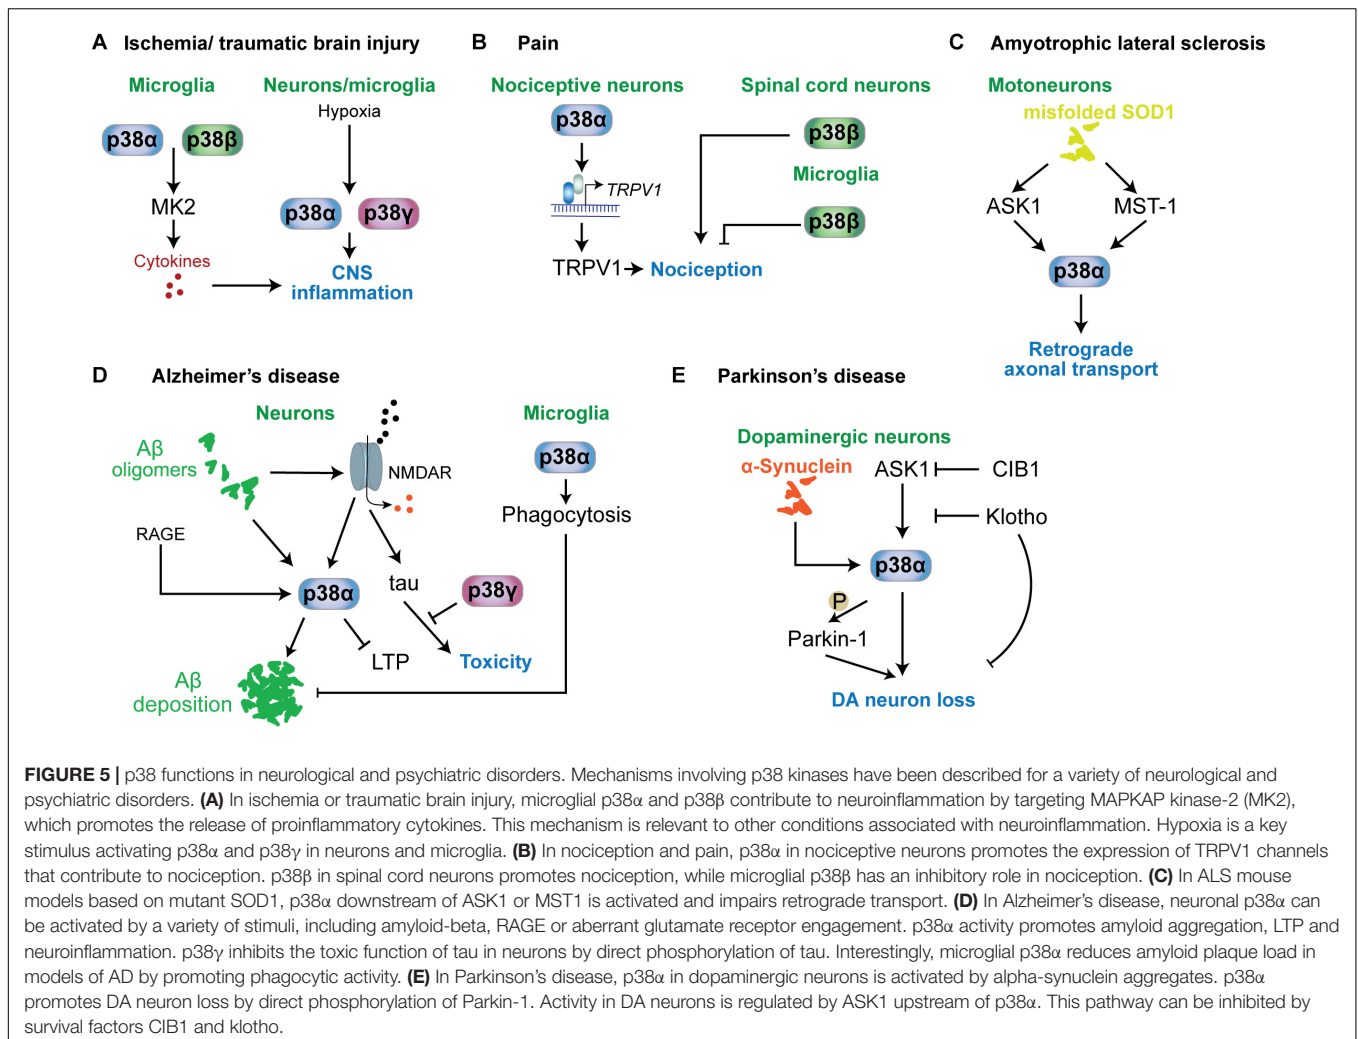 A Ischemia/ traumatic brain injury
Microglia
p38α
p38β
MK2
Cytokines
Neurons/microglia
Hypoxia
p38α
p38γ
CNS
inflammation
B Pain
Nociceptive neurons
p38α
TRPV1
TRPV1
Nociception
Spinal cord neurons
p38β
Microglia
p38β
C Amyotrophic lateral sclerosis
Motoneurons
misfolded SOD1
ASK1
MST-1
p38α
Retrograde
axonal transport
D Alzheimer's disease
Neurons
Aβ
oligomers
NMDAR
RAGE
p38α
tau
p38γ
LTP
Toxicity
Aβ
deposition
Microglia
p38α
Phagocytosis
E Parkinson's disease
Dopaminergic neurons
α-Synuclein
ASK1
CIB1
Klotho
p38α
P
Parkin-1
DA neuron loss
FIGURE 5 | p38 functions in neurological and psychiatric disorders. Mechanisms involving p38 kinases have been described for a variety of neurological and
psychiatric disorders. (A) In ischemia or traumatic brain injury, microglial p38α and p38β contribute to neuroinflammation by targeting MAPKAP kinase-2 (MK2),
which promotes the release of proinflammatory cytokines. This mechanism is relevant to other conditions associated with neuroinflammation. Hypoxia is a key
stimulus activating p38α and p38γ in neurons and microglia. (B) In nociception and pain, p38α in nociceptive neurons promotes the expression of TRPV1 channels
that contribute to nociception. p38β in spinal cord neurons promotes nociception, while microglial p38β has an inhibitory role in nociception. (C) In ALS mouse
models based on mutant SOD1, p38α downstream of ASK1 or MST1 is activated and impairs retrograde transport. (D) In Alzheimer's disease, neuronal p38α can
be activated by a variety of stimuli, including amyloid-beta, RAGE or aberrant glutamate receptor engagement. p38α activity promotes amyloid aggregation, LTP and
neuroinflammation. p38γ inhibits the toxic function of tau in neurons by direct phosphorylation of tau. Interestingly, microglial p38α reduces amyloid plaque load in
models of AD by promoting phagocytic activity. (E) In Parkinson's disease, p38α in dopaminergic neurons is activated by alpha-synuclein aggregates. p38α
promotes DA neuron loss by direct phosphorylation of Parkin-1. Activity in DA neurons is regulated by ASK1 upstream of p38α. This pathway can be inhibited by
survival factors CIB1 and klotho.